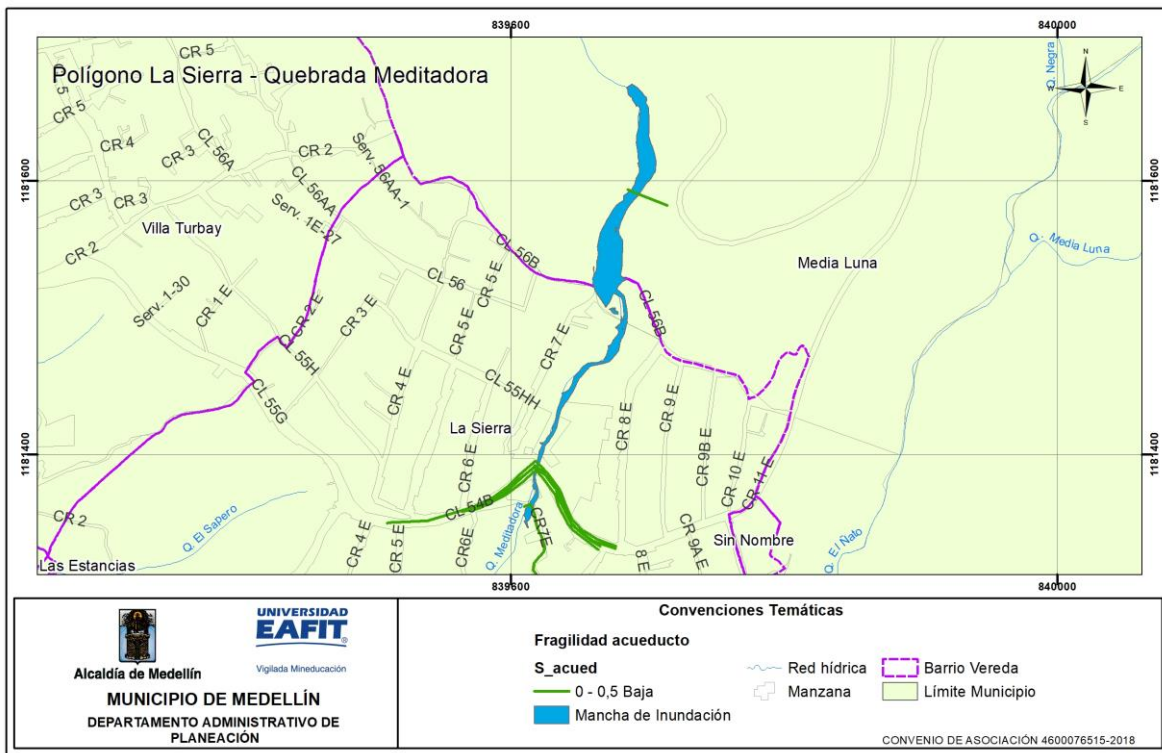 839600
840000
Polígono La Sierra - Quebrada Meditadora
CR 5
CR 5
CR 5
CR 4
CL 56A
CR 3
CR 2
Serv. 56AA-1
Q. Negra
N
E
S
1181600
1181600
CR 3
CR 3
CL 56AA
Serv. 1E-27
Villa Turbay
CR 2
CL 56B
Q. Media Luna
Media Luna
CL 56
CR 5 E
Serv. 1-30
CR 1 E
CR 2 E
CR 3 E
CL 56B
CR 5 E
CR 7 E
CL 55H
CL 55HH
CL 55G
CR 4 E
CR 8 E
CR 9 E
CR 9B E
La Sierra
1181400
1181400
CR 6 E
CR 10 E
CR 11 E
CL 54B
CR 2
Q. El Sapero
CR 4 E
CR 5 E
CR6E
Q. Meditadora
CR7E
8 E
CR 9A E
Sin Nombre
Q. El Ñato
Las Estancias
839600
840000
Alcaldía de Medellín
UNIVERSIDAD
EAFIT
Vigilada Mineducación
MUNICIPIO DE MEDELLÍN
DEPARTAMENTO ADMINISTRATIVO DE
PLANEACIÓN
Convenciones Temáticas
Fragilidad acueducto
S_acued
0 - 0,5 Baja
Mancha de Inundación
Red hídrica
Manzana
Barrio Vereda
Límite Municipio
CONVENIO DE ASOCIACIÓN 4600076515-2018